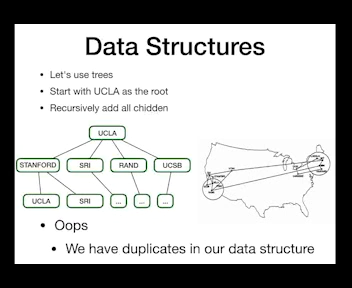 Data Structures
Let's use trees
Start with UCLA as the root
Recursively add all chidden
UCLA
STANFORD SRI RAND UCSB
UCLA SRI ... ... ...
Oops
We have duplicates in our data structure